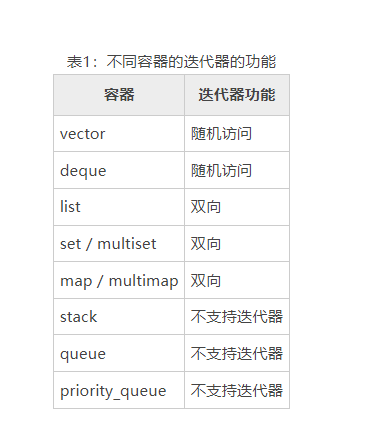 表1：不同容器的迭代器的功能
容器 迭代器功能
vector 随机访问
deque 随机访问
list 双向
set / multiset 双向
map / multimap 双向
stack 不支持迭代器
queue 不支持迭代器
priority_queue 不支持迭代器